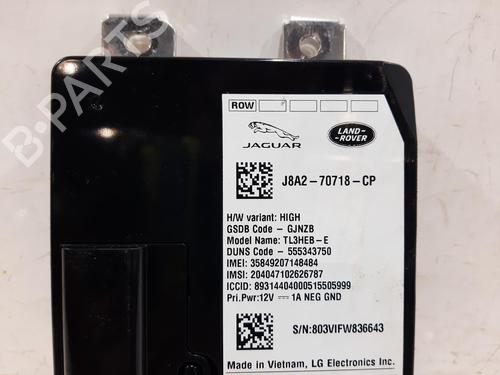 ROW
JAGUAR
LAND-
ROVER
J8A2-70718-CP
H/W variant: HIGH
GSDB Code - GJNZB
Model Name: TL3HEB-E
DUNS Code - 555343750
IMEI: 35849207148484
IMSI: 204047102626787
ICCID: 89314404000515505999
Pri.Pwr:12V ⎓ 1A NEG GND
S/N:803VIFW836643
Made in Vietnam, LG Electronics Inc.
B-PARTS